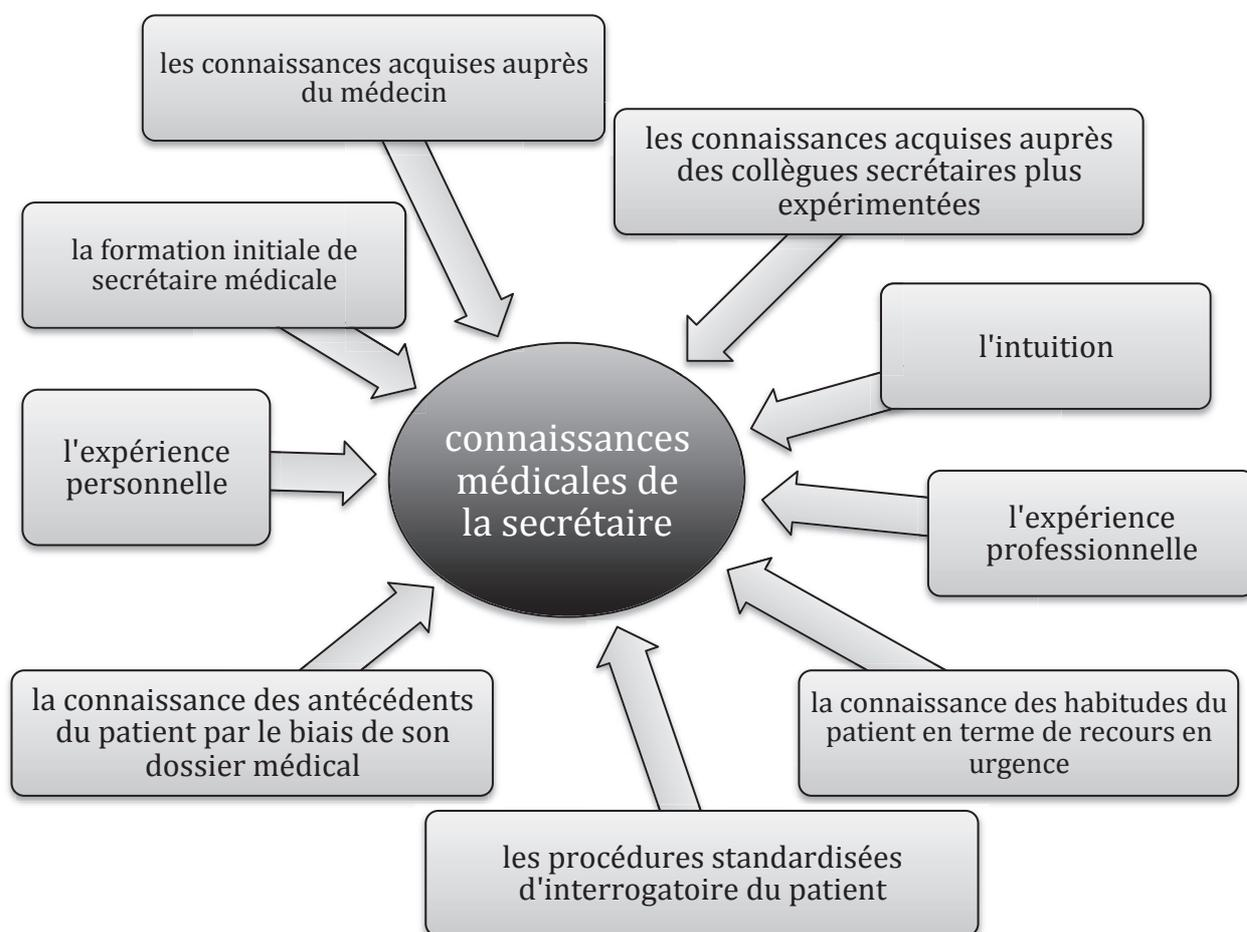 les connaissances acquises auprès
du médecin
les connaissances acquises auprès
des collègues secrétaires plus
expérimentées
la formation initiale de
secrétaire médicale
l'intuition
l'expérience
personnelle
connaissances
médicales de
la secrétaire
l'expérience
professionnelle
la connaissance des antécédents
du patient par le biais de son
dossier médical
la connaissance des habitudes du
patient en terme de recours en
urgence
les procédures standardisées
d'interrogatoire du patient